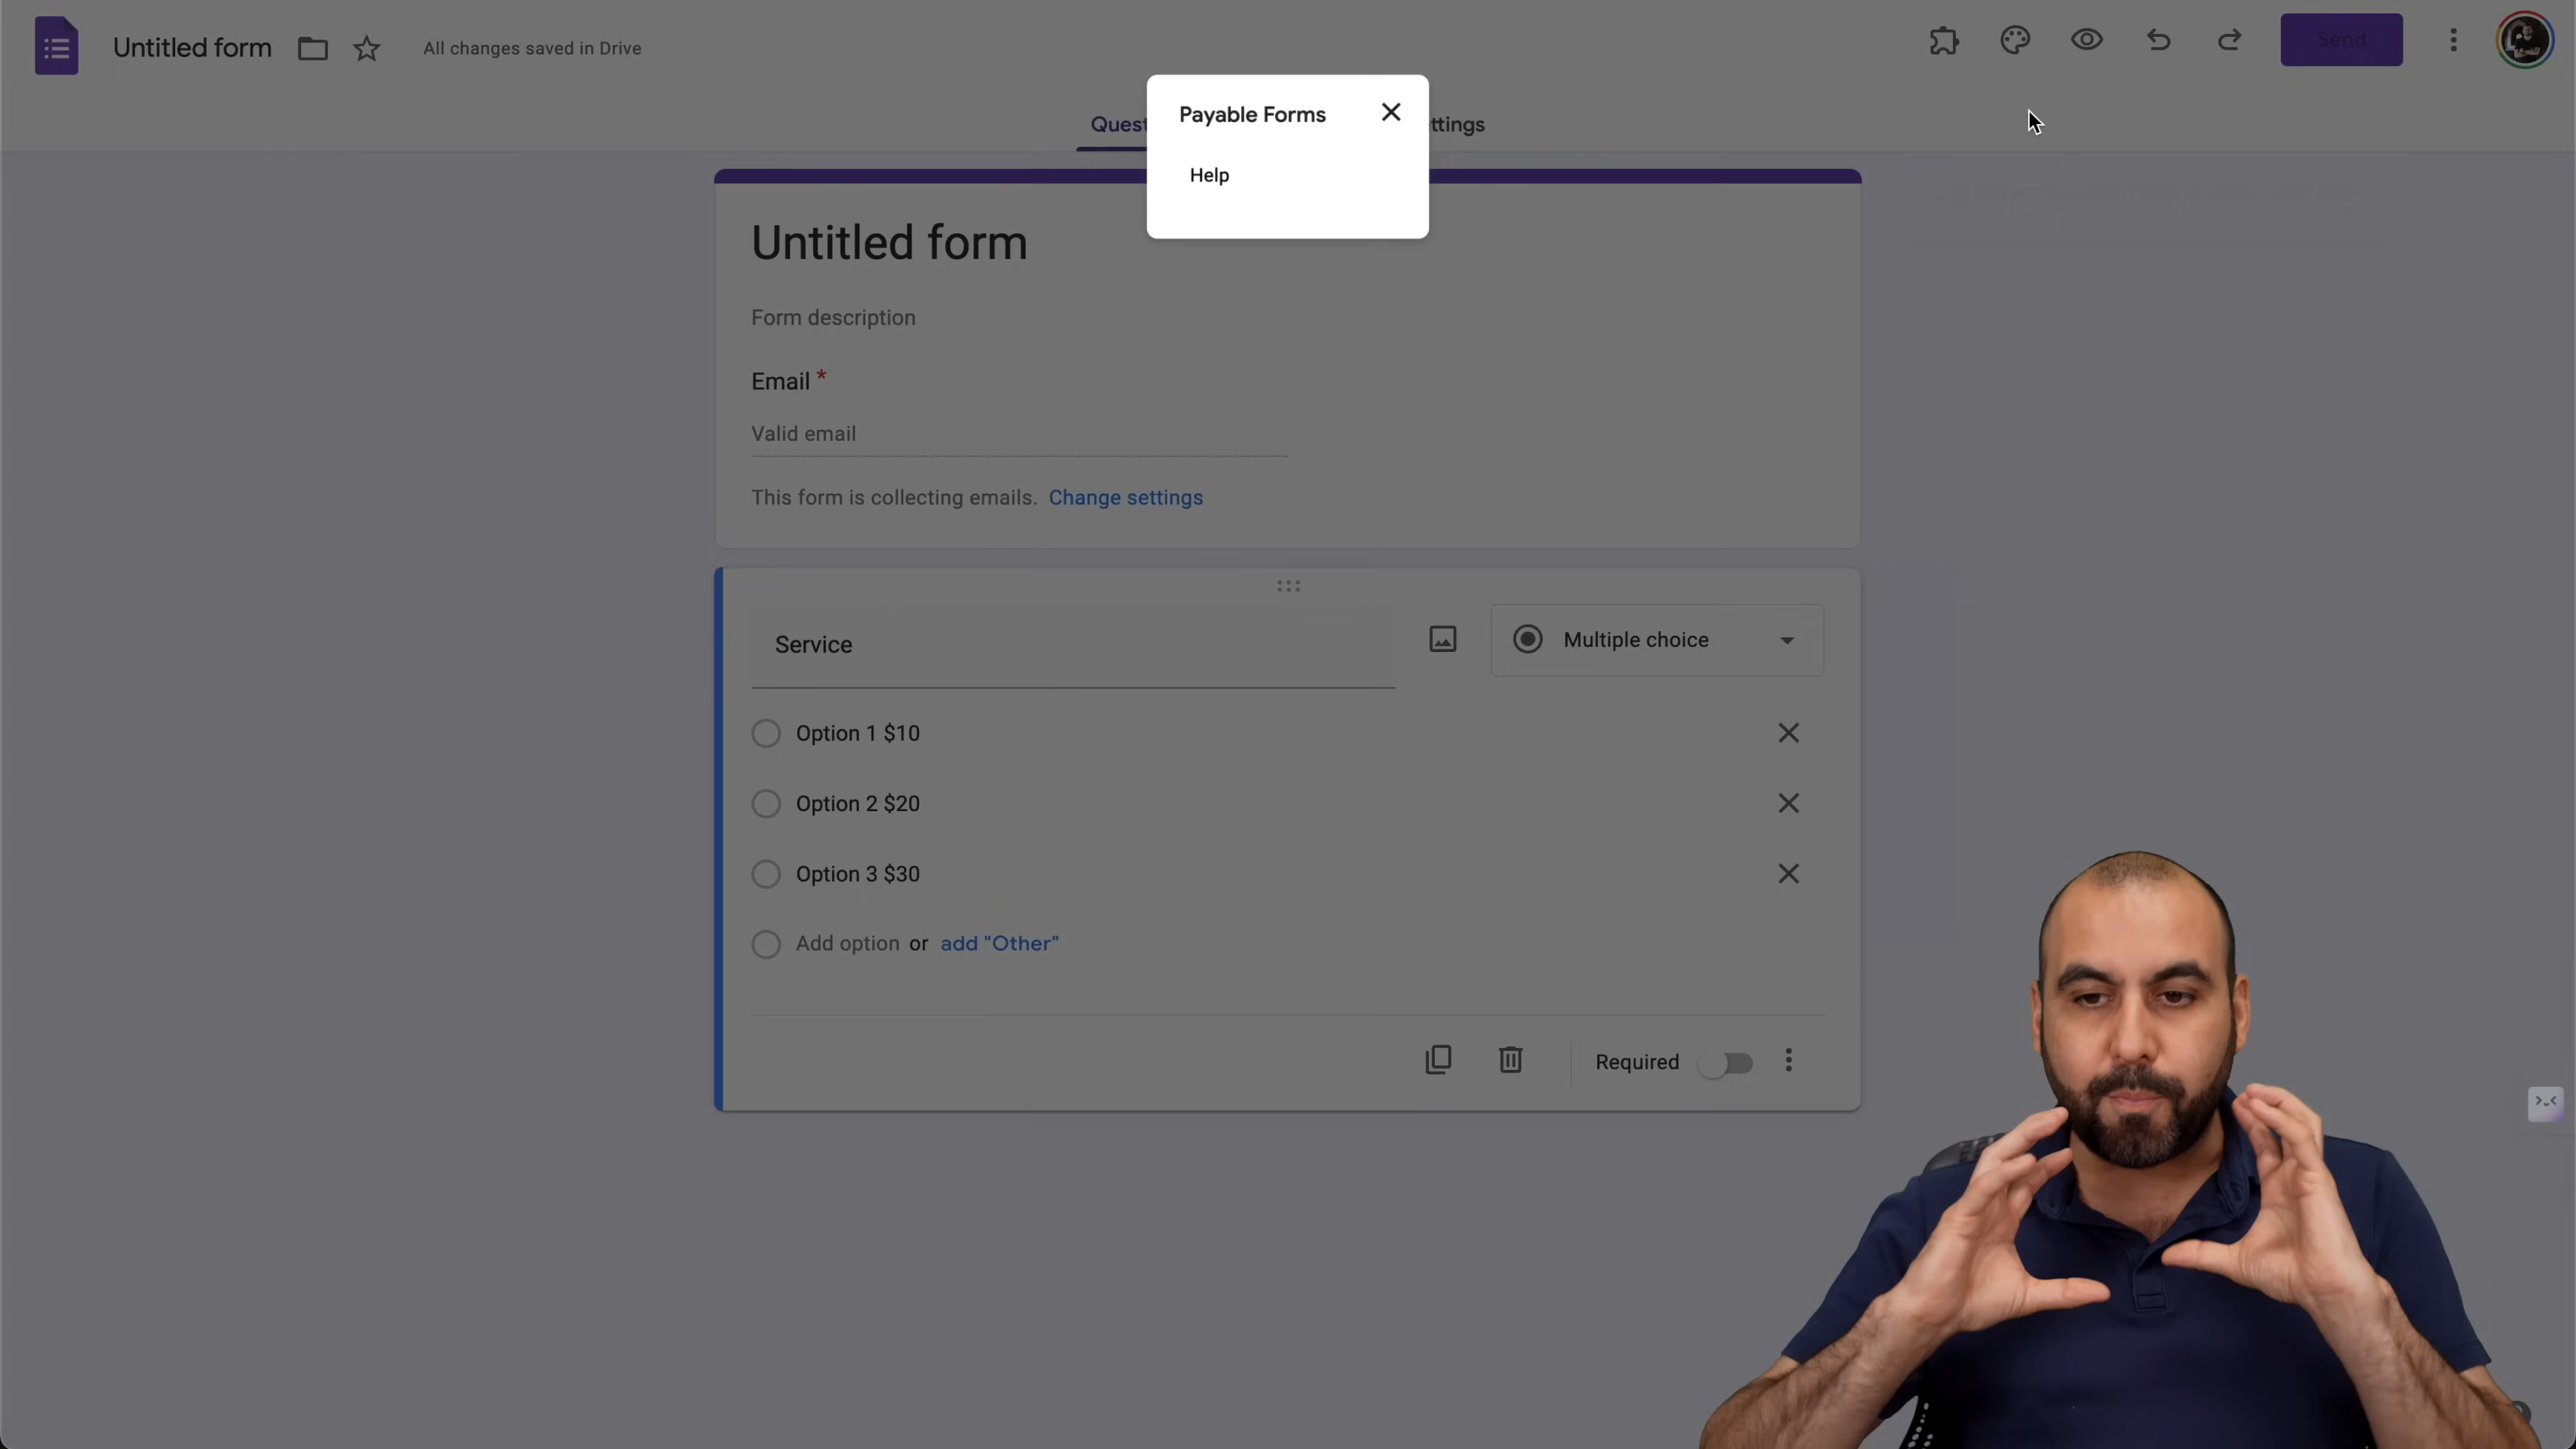 Untitled form
All changes saved in Drive
Send
Payable Forms
Quest
ttings
Help
Untitled form
Form description
Email *
Valid email
This form is collecting emails. Change settings
Service
Multiple choice
Option 1 $10
Option 2 $20
Option 3 $30
Add option or add "Other"
Required